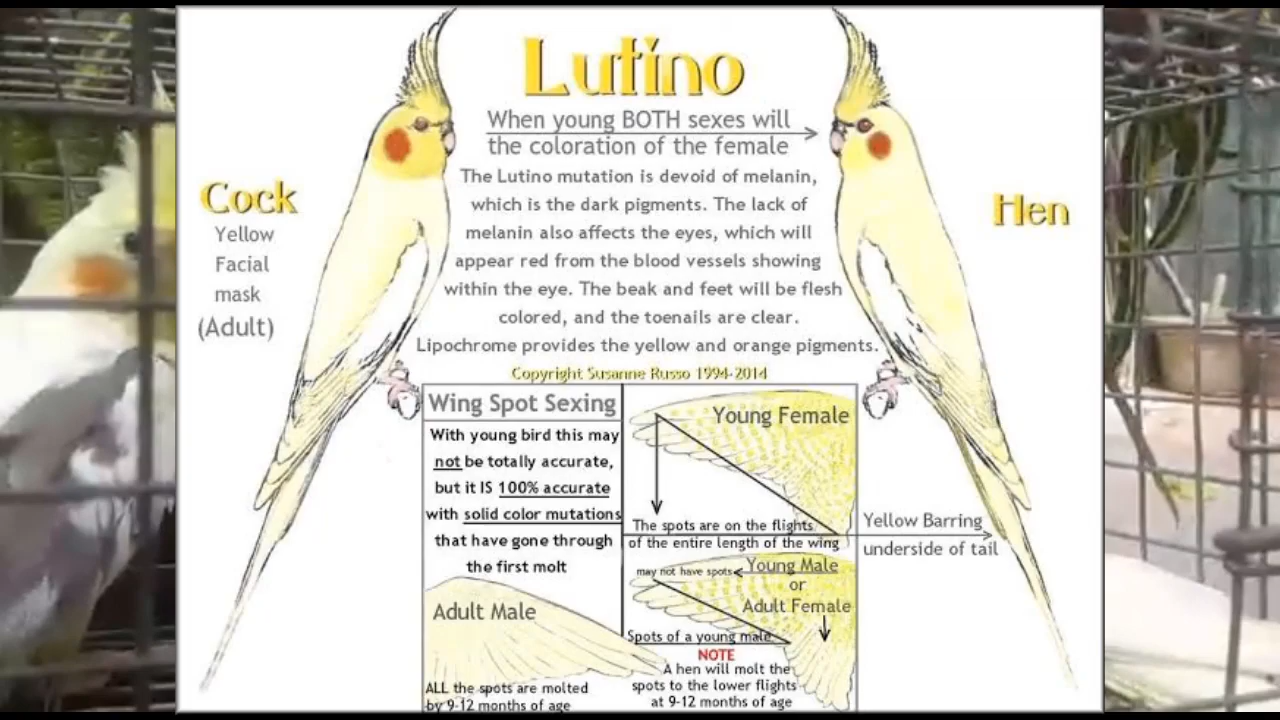 Lutino
When young BOTH sexes will
the coloration of the female
The Lutino mutation is devoid of melanin,
which is the dark pigments. The lack of
melanin also affects the eyes, which will
appear red from the blood vessels showing
within the eye. The beak and feet will be flesh
colored, and the toenails are clear.
Lipochrome provides the yellow and orange pigments.
Copyright Susanne Russo 1994-2014
Cock
Yellow
Facial
mask
(Adult)
Hen
Wing Spot Sexing
With young bird this may
not be totally accurate,
but it IS 100% accurate
with solid color mutations
that have gone through
the first molt
Adult Male
ALL the spots are molted
by 9-12 months of age
Young Female
The spots are on the flights
of the entire length of the wing
Yellow Barring
underside of tail
may not have spots
Young Male
or
Adult Female
Spots of a young male
NOTE
A hen will molt the
spots to the lower flights
at 9-12 months of age